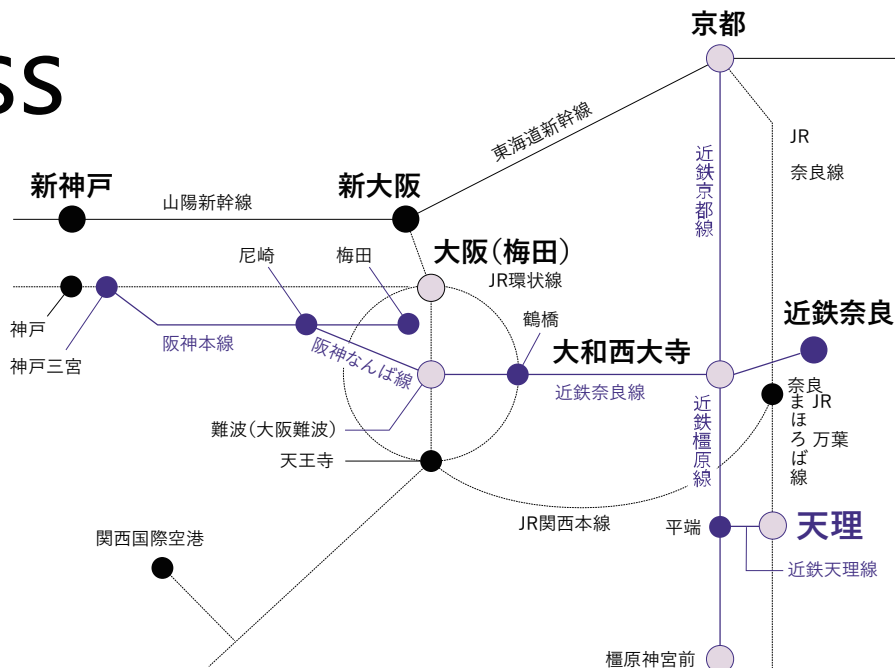 ss
京都
東海道新幹線
JR
奈良線
近鉄京都線
新神戸
山陽新幹線
新大阪
大阪(梅田)
JR環状線
尼崎
梅田
鶴橋
神戸
神戸三宮
阪神本線
阪神なんば線
大和西大寺
近鉄奈良線
近鉄奈良
奈良
JR
万葉
まほろば線
近鉄橿原線
難波(大阪難波)
天王寺
JR関西本線
関西国際空港
平端
天理
近鉄天理線
橿原神宮前